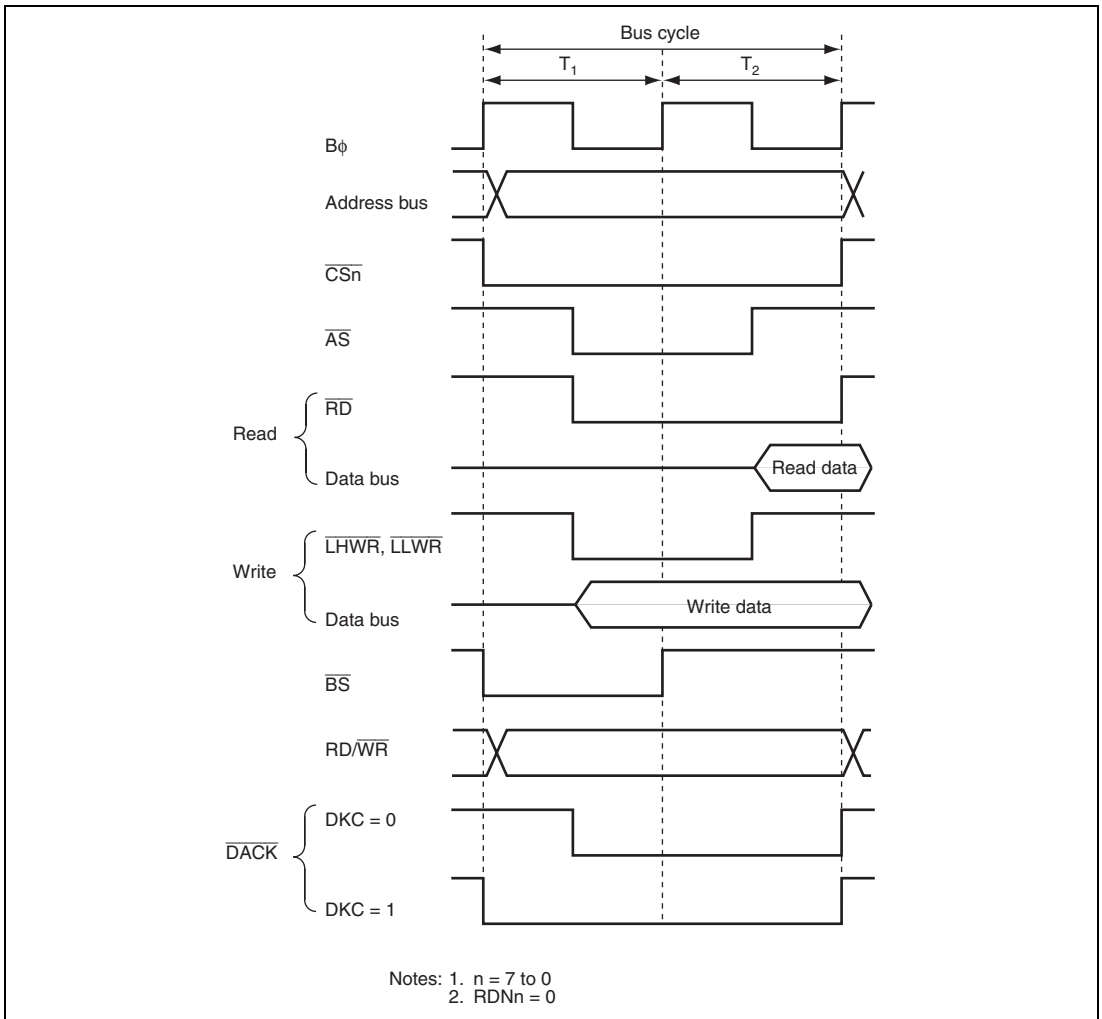 Bus cycle
T1 T2
Bϕ
Address bus
CSn
AS
Read
RD
Data bus
Read data
Write
LHWR, LLWR
Data bus
Write data
BS
RD/WR
DACK
DKC = 0
DKC = 1
Notes: 1. n = 7 to 0
2. RDNn = 0